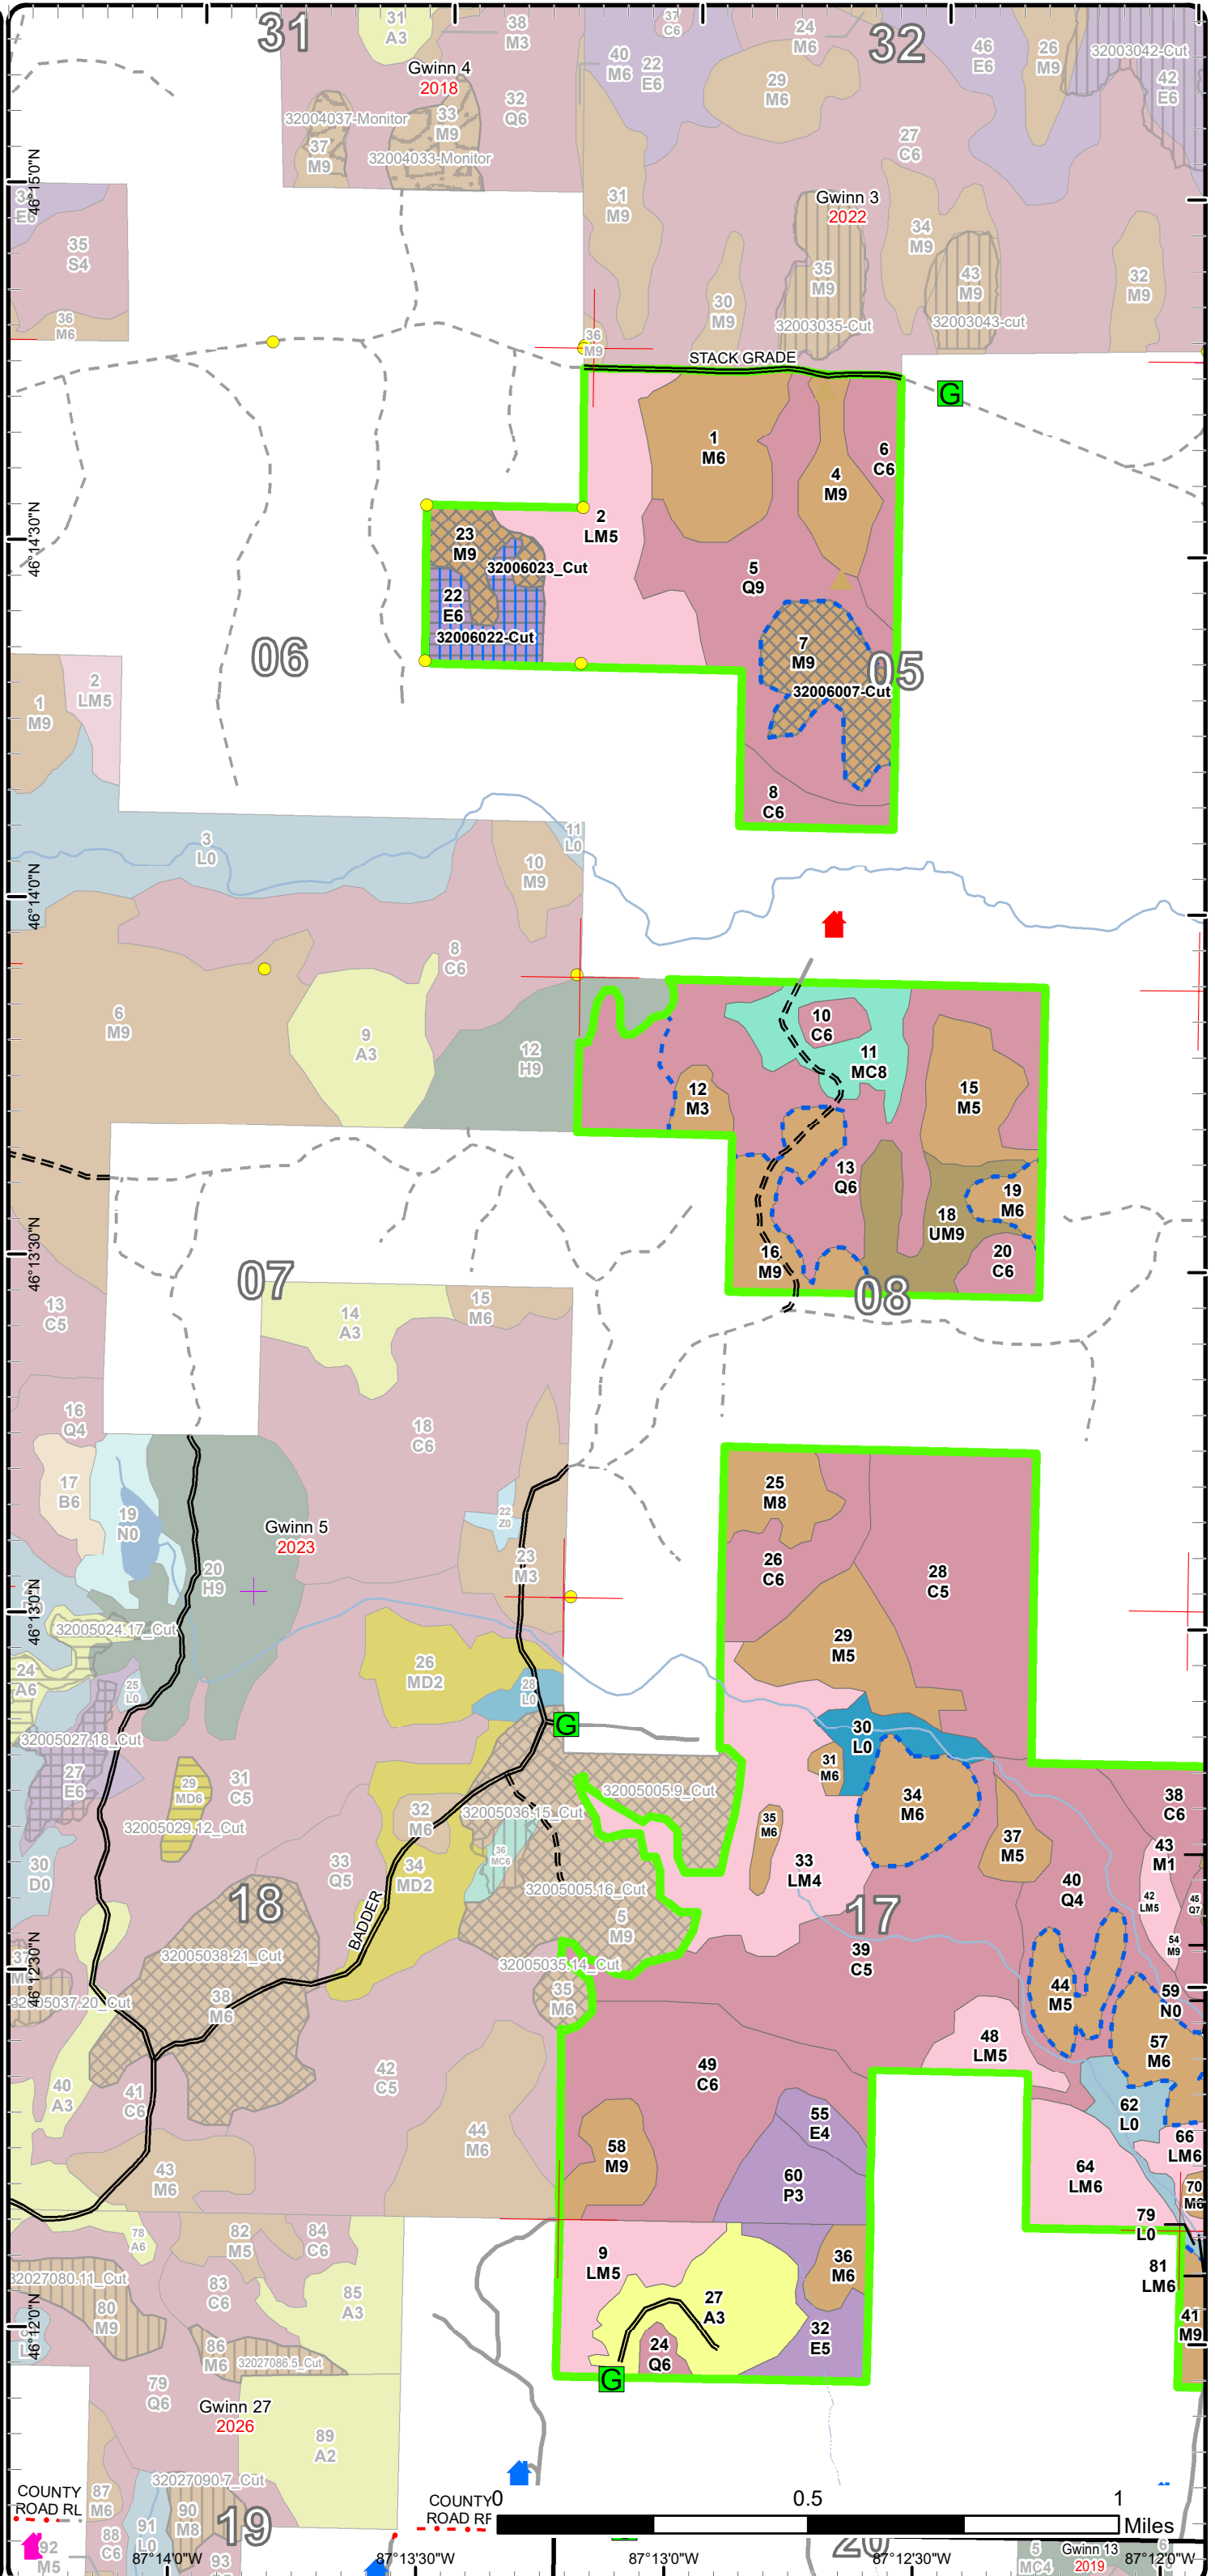 31
31
A3
38
M3
37
C6
24
M6
32
Gwinn 4
2018
40
M6
22
E6
46
E6
26
M9
32003042-Cut
42
E6
29
M6
32004037-Monitor
33
M9
32
Q6
37
M9
32004033-Monitor
27
C6
46°15'0"N
E6
31
M9
Gwinn 3
2022
35
S4
34
M9
35
M9
43
M9
32
M9
30
M9
36
M6
32003035-Cut
32003043-cut
36
M9
STACK GRADE
G
1
M6
6
C6
4
M9
46°14'30"N
2
LM5
23
M9
32006023_Cut
5
Q9
22
E6
32006022-Cut
06
7
M9
05
32006007-Cut
1
M9
2
LM5
8
C6
3
L0
11
L0
10
M9
46°14'0"N
8
C6
6
M9
9
A3
12
H9
10
C6
11
MC8
12
M3
15
M5
13
Q6
19
M6
18
UM9
16
M9
20
C6
46°13'30"N
07
08
13
C5
14
A3
15
M6
16
Q4
18
C6
17
B6
19
N0
22
Z0
Gwinn 5
2023
20
H9
23
M3
25
M8
26
C6
28
C5
46°13'0"N
32005024.17_Cut
24
A6
26
MD2
25
L0
28
L0
29
M5
32005027.18_Cut
G
30
L0
27
E6
29
MD6
31
C5
32005029.12_Cut
32
M6
32005036.15_Cut
32005005.9_Cut
31
M6
34
M6
35
M6
37
M5
38
C6
43
M1
36
MC6
33
Q5
34
MD2
30
D0
32005005.16_Cut
33
LM4
40
Q4
42
LM5
45
Q7
18
BADDER
5
M9
17
32005038.21_Cut
32005035.14_Cut
39
C5
54
M9
46°12'30"N
32005037.20_Cut
38
M6
35
M6
44
M5
59
N0
57
M6
48
LM5
40
A3
41
C6
42
C5
49
C6
44
M6
55
E4
62
L0
43
M6
58
M9
60
P3
64
LM6
66
LM6
70
M6
78
A6
82
M5
84
C6
79
L0
32027080.11_Cut
83
C6
85
A3
80
M9
9
LM5
36
M6
81
LM6
27
A3
41
M9
46°12'0"N
86
M6
32027086.5_Cut
24
Q6
32
E5
79
Q6
G
Gwinn 27
2026
89
A2
32027090.7_Cut
COUNTY
ROAD RL
87
M6
90
M8
COUNTY
ROAD RF
0
0.5
1
Miles
88
C6
91
L0
19
92
M5
93
20
5
MC4
Gwinn 13
2019
87°14'0"W
87°13'30"W
87°13'0"W
87°12'30"W
87°12'0"W